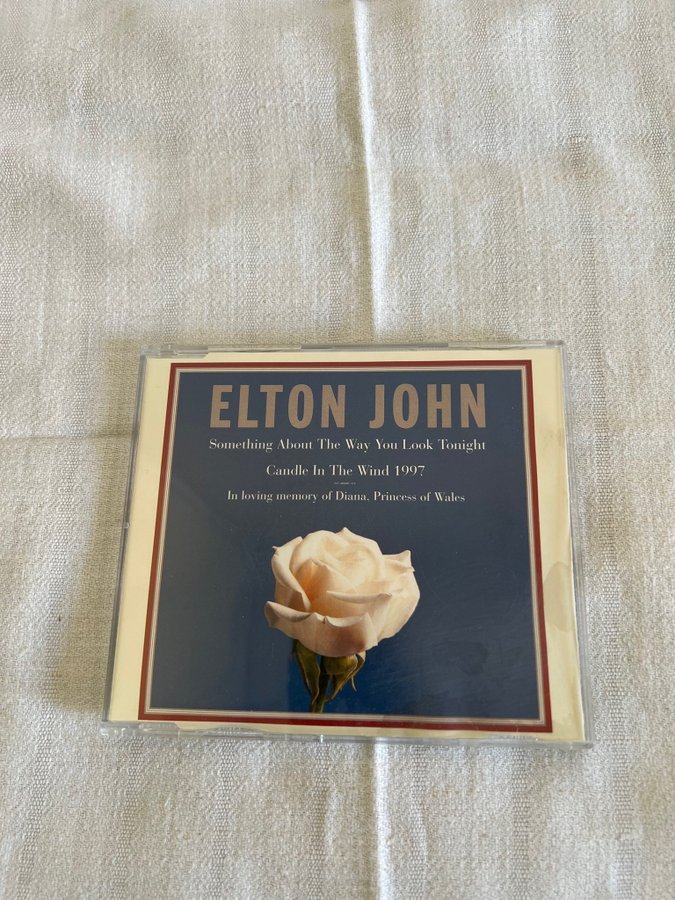 ELTON JOHN
Something About The Way You Look Tonight
Candle In The Wind 1997
In loving memory of Diana, Princess of Wales